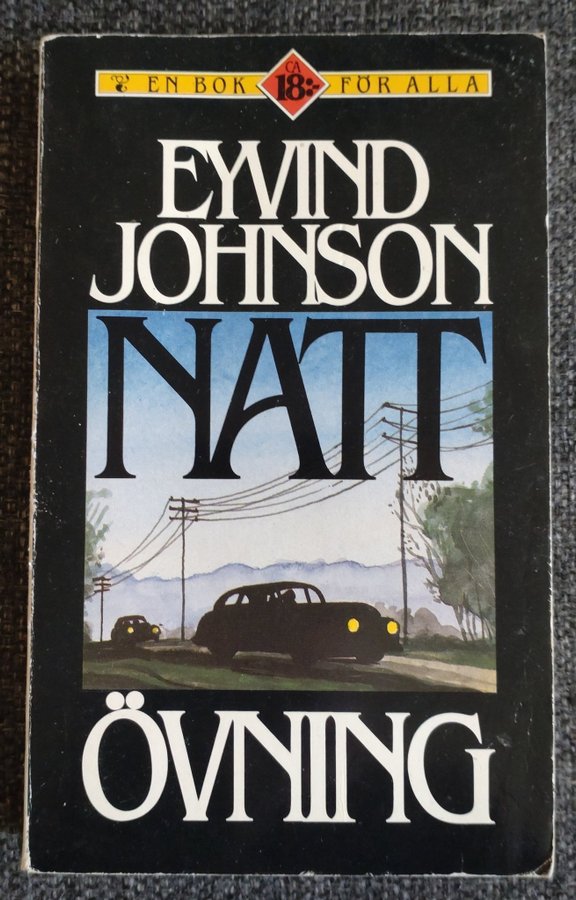 EN BOK CA 18:- FÖR ALLA
EYVIND
JOHNSON
NATT
ÖVNING